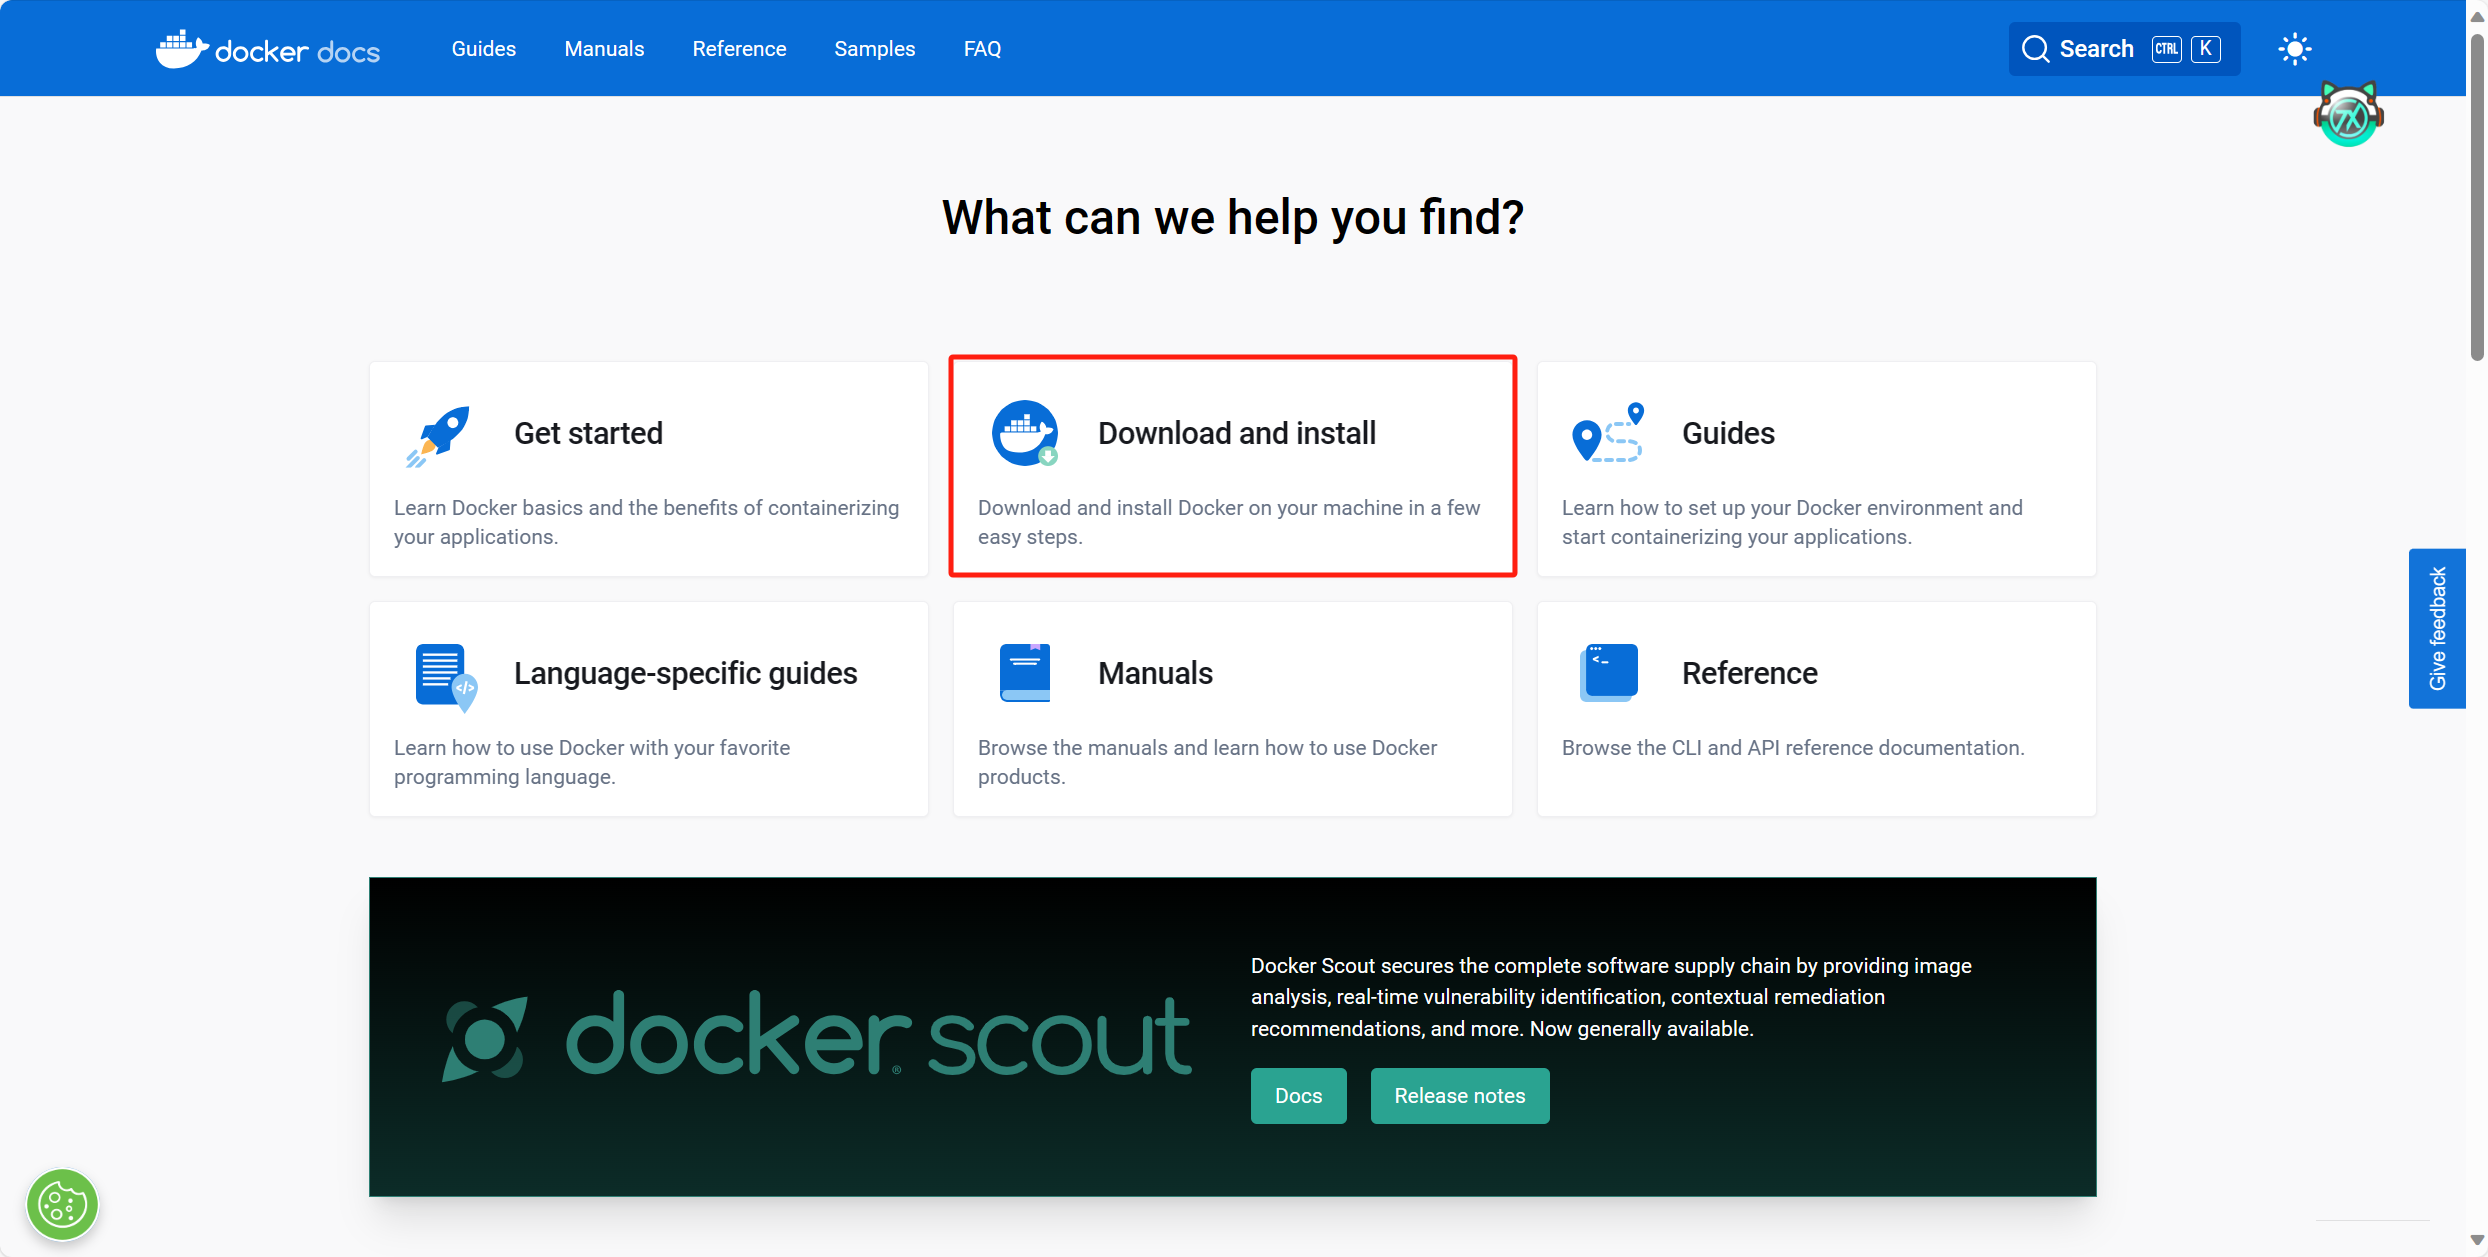 docker docs
Guides
Manuals
Reference
Samples
FAQ
Search
CTRL
K
What can we help you find?
Get started
Learn Docker basics and the benefits of containerizing
your applications.
Download and install
Download and install Docker on your machine in a few
easy steps.
Guides
Learn how to set up your Docker environment and
start containerizing your applications.
Give feedback
Language-specific guides
Learn how to use Docker with your favorite
programming language.
Manuals
Browse the manuals and learn how to use Docker
products.
Reference
Browse the CLI and API reference documentation.
docker® scout
Docker Scout secures the complete software supply chain by providing image
analysis, real-time vulnerability identification, contextual remediation
recommendations, and more. Now generally available.
Docs
Release notes